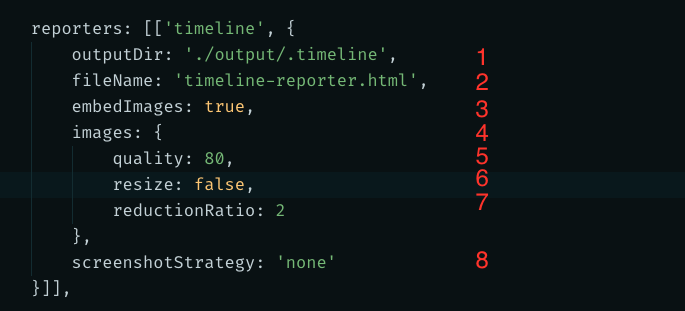 reporters: [['timeline', {
outputDir: './output/.timeline', 1
fileName: 'timeline-reporter.html', 2
embedImages: true, 3
images: { 4
quality: 80, 5
resize: false, 6
reductionRatio: 2 7
},
screenshotStrategy: 'none' 8
}]],